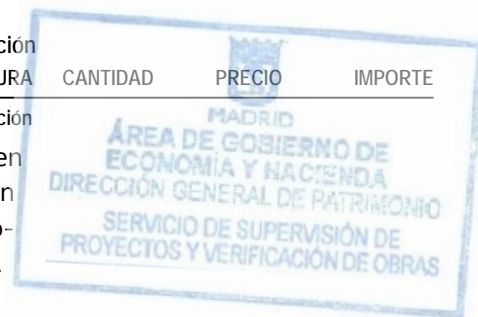 ción
URA CANTIDAD PRECIO IMPORTE
ción
en
n
o-
.
MADRID
ÁREA DE GOBIERNO DE
ECONOMÍA Y HACIENDA
DIRECCIÓN GENERAL DE PATRIMONIO
SERVICIO DE SUPERVISIÓN DE
PROYECTOS Y VERIFICACIÓN DE OBRAS